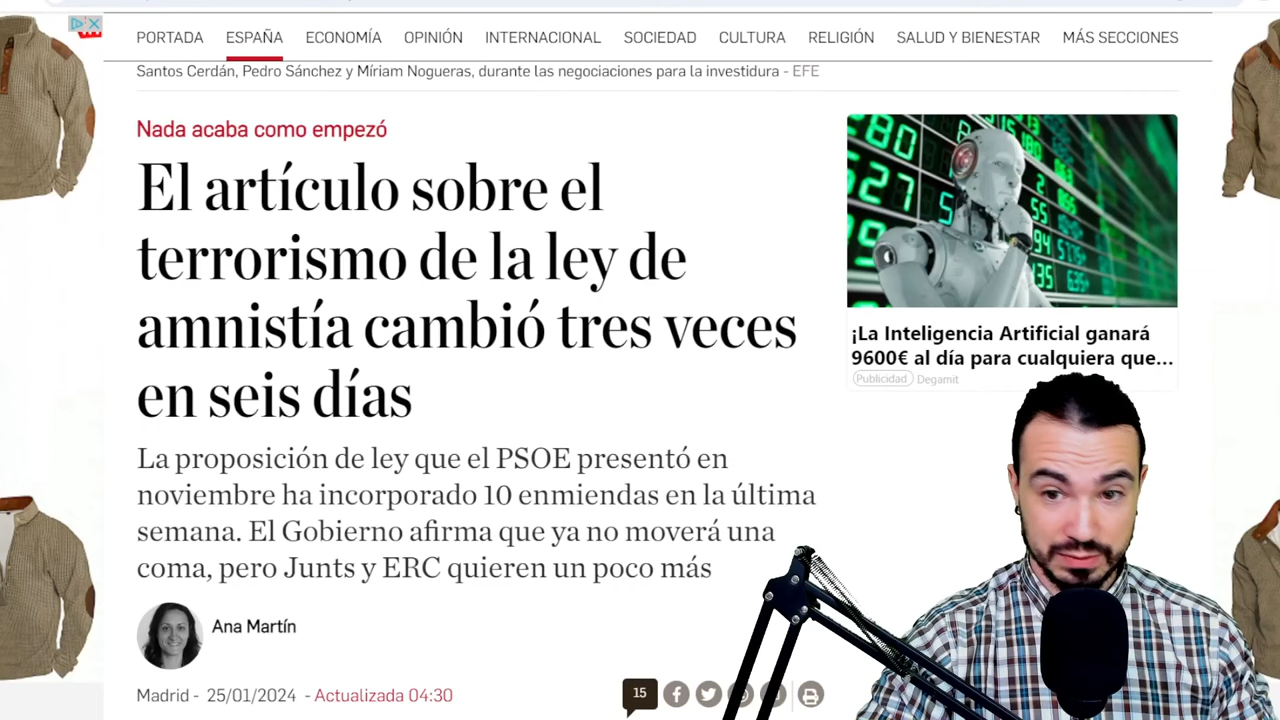 PORTADA ESPAÑA ECONOMÍA OPINIÓN INTERNACIONAL SOCIEDAD CULTURA RELIGIÓN SALUD Y BIENESTAR MÁS SECCIONES
Santos Cerdán, Pedro Sánchez y Míriam Nogueras, durante las negociaciones para la investidura - EFE
Nada acaba como empezó
El artículo sobre el
terrorismo de la ley de
amnistía cambió tres veces
en seis días
La proposición de ley que el PSOE presentó en
noviembre ha incorporado 10 enmiendas en la última
semana. El Gobierno afirma que ya no moverá una
coma, pero Junts y ERC quieren un poco más
Ana Martín
Madrid - 25/01/2024 - Actualizada 04:30
15
¡La Inteligencia Artificial ganará
9600€ al día para cualquiera que...
Publicidad Degamit